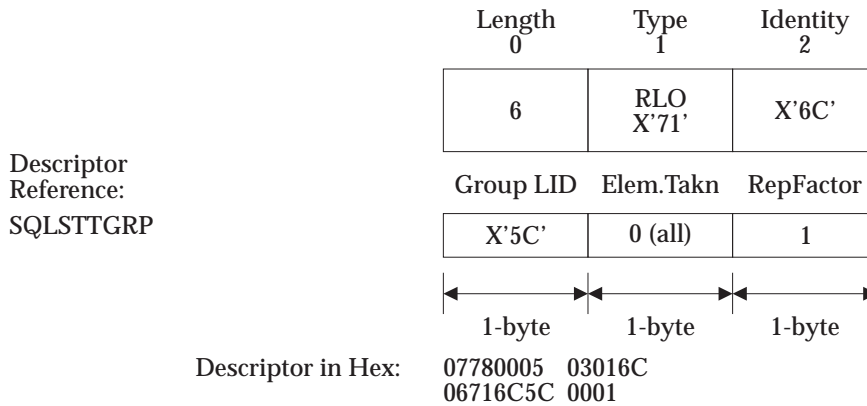 Length Type Identity
0 1 2
6 RLO X'6C'
X'71'
Descriptor
Reference:
SQLSTTGRP
Group LID Elem.Takn RepFactor
X'5C' 0 (all) 1
1-byte 1-byte 1-byte
Descriptor in Hex: 07780005 03016C
06716C5C 0001